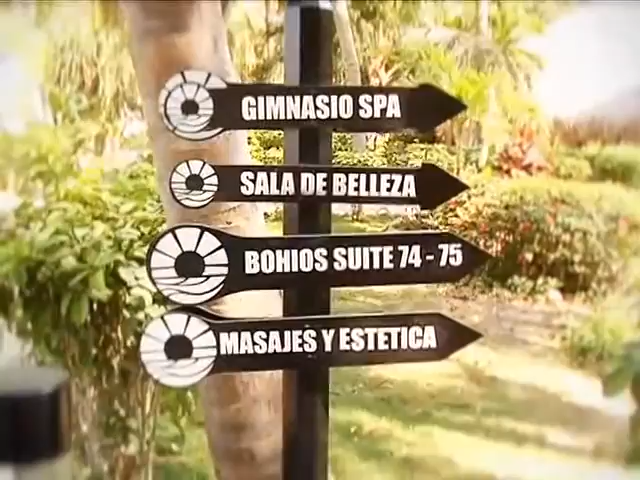 GIMNASIO SPA
SALA DE BELLEZA
BOHIOS SUITE 74 - 75
MASAJES Y ESTETICA